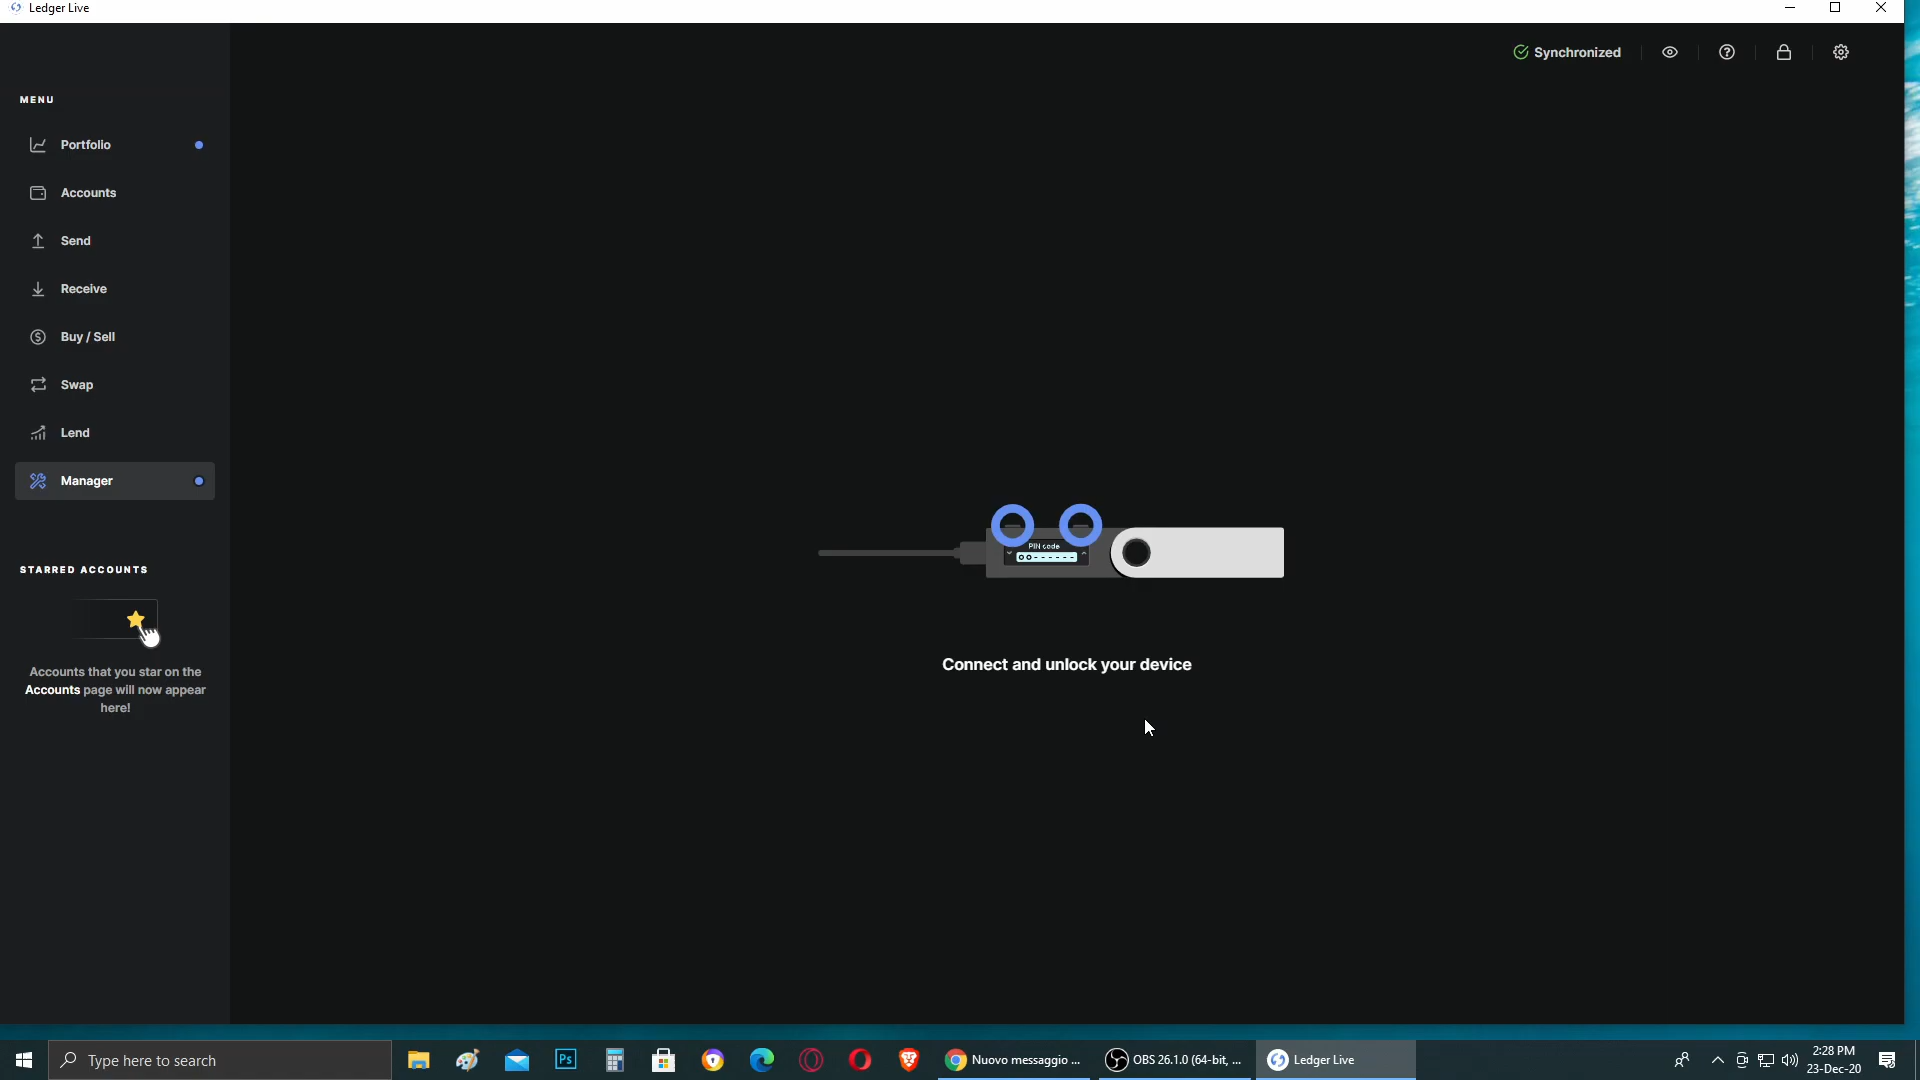 Ledger Live
Synchronized
MENU
Portfolio
Accounts
Send
Receive
Buy / Sell
Swap
Lend
Manager
STARRED ACCOUNTS
Accounts that you star on the
Accounts page will now appear
here!
PIN code
Connect and unlock your device
Type here to search
Ps
Nuovo messaggio ...
OBS 26.1.0 (64-bit, ...
Ledger Live
2:28 PM
23-Dec-20